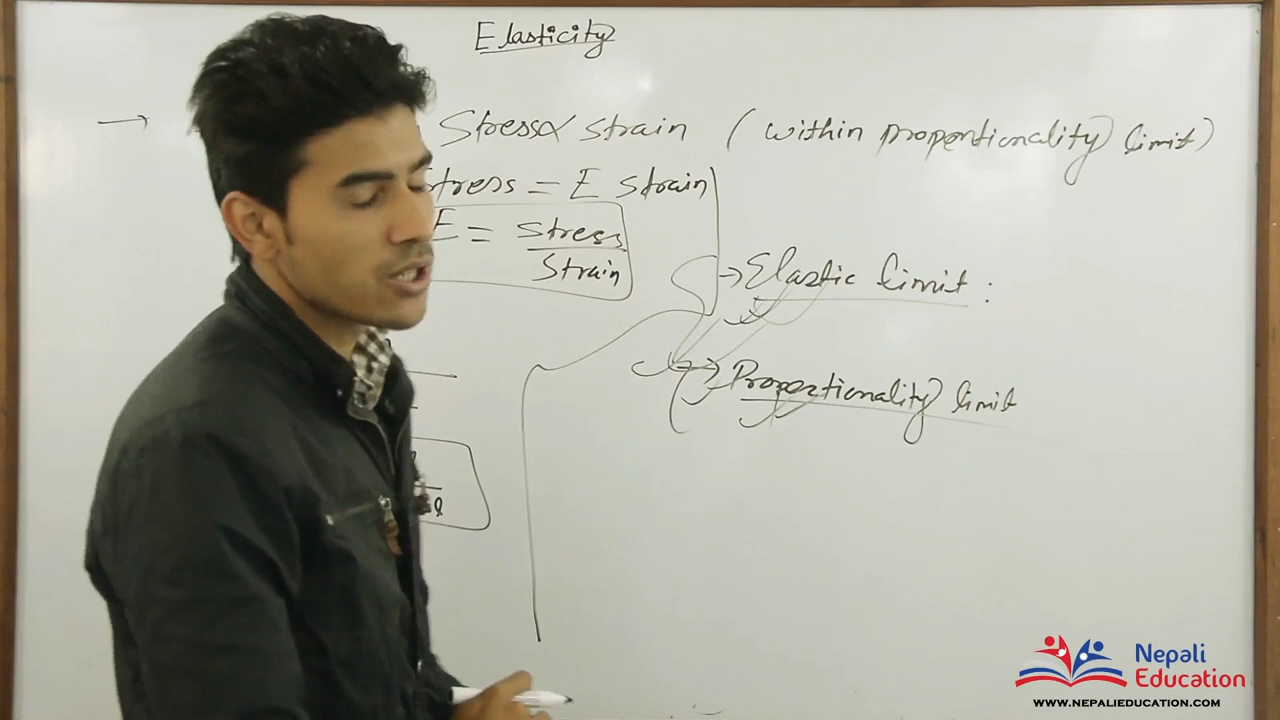 Elasticity
→ Stress ∝ strain (within proportionality limit)
Stress = E strain
E = Stress
Strain
→ Elastic limit :
→ Proportionality limit
l
Nepali
Education
WWW.NEPALIEDUCATION.COM